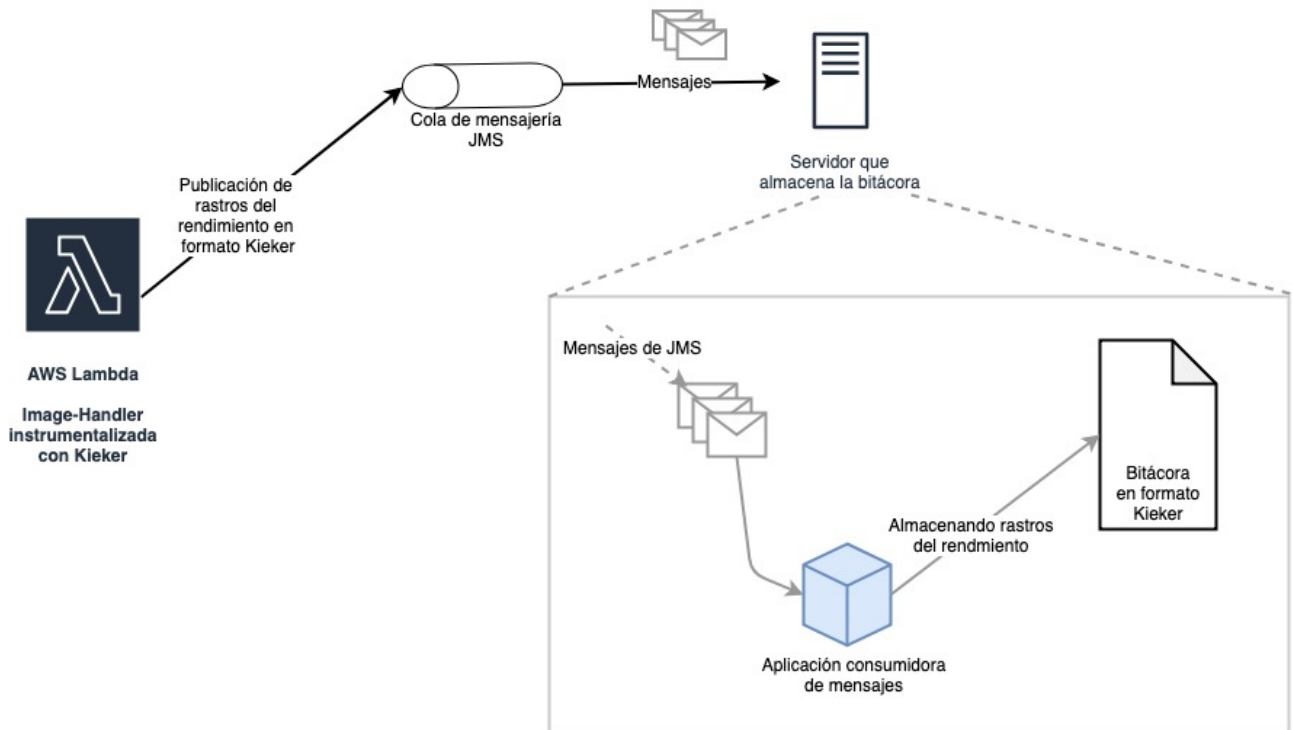 Mensajes
Cola de mensajería
JMS
Servidor que
almacena la bitácora
Publicación de
rastros del
rendimiento en
formato Kieker
AWS Lambda
Image-Handler
instrumentalizada
con Kieker
Mensajes de JMS
Bitácora
en formato
Kieker
Almacenando rastros
del rendmiento
Aplicación consumidora
de mensajes